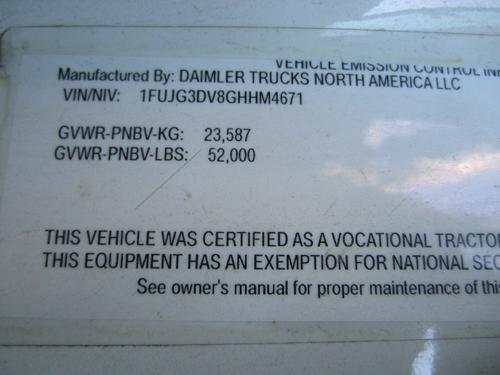 VEHICLE EMISSION CONTROL
Manufactured By: DAIMLER TRUCKS NORTH AMERICA LLC
VIN/NIV: 1FUJG3DV8GHHM4671
GVWR-PNBV-KG: 23,587
GVWR-PNBV-LBS: 52,000
THIS VEHICLE WAS CERTIFIED AS A VOCATIONAL TRACTO
THIS EQUIPMENT HAS AN EXEMPTION FOR NATIONAL SEC
See owner's manual for proper maintenance of this